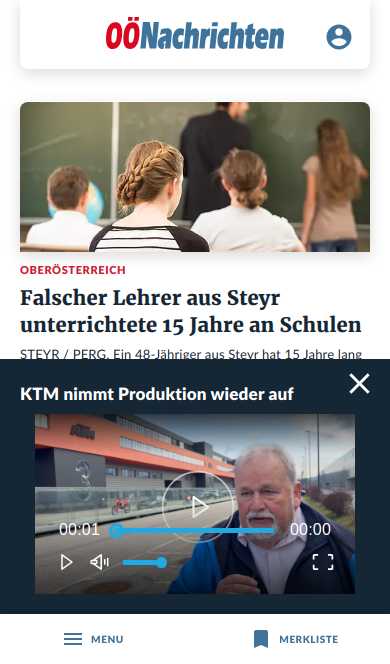 OÖNachrichten
OBERÖSTERREICH
Falscher Lehrer aus Steyr
unterrichtete 15 Jahre an Schulen
STEYR / PERG. Ein 48-Jähriger aus Steyr hat 15 Jahre lang
KTM nimmt Produktion wieder auf
KTM
00:01
00:00
MENU
MERKLISTE